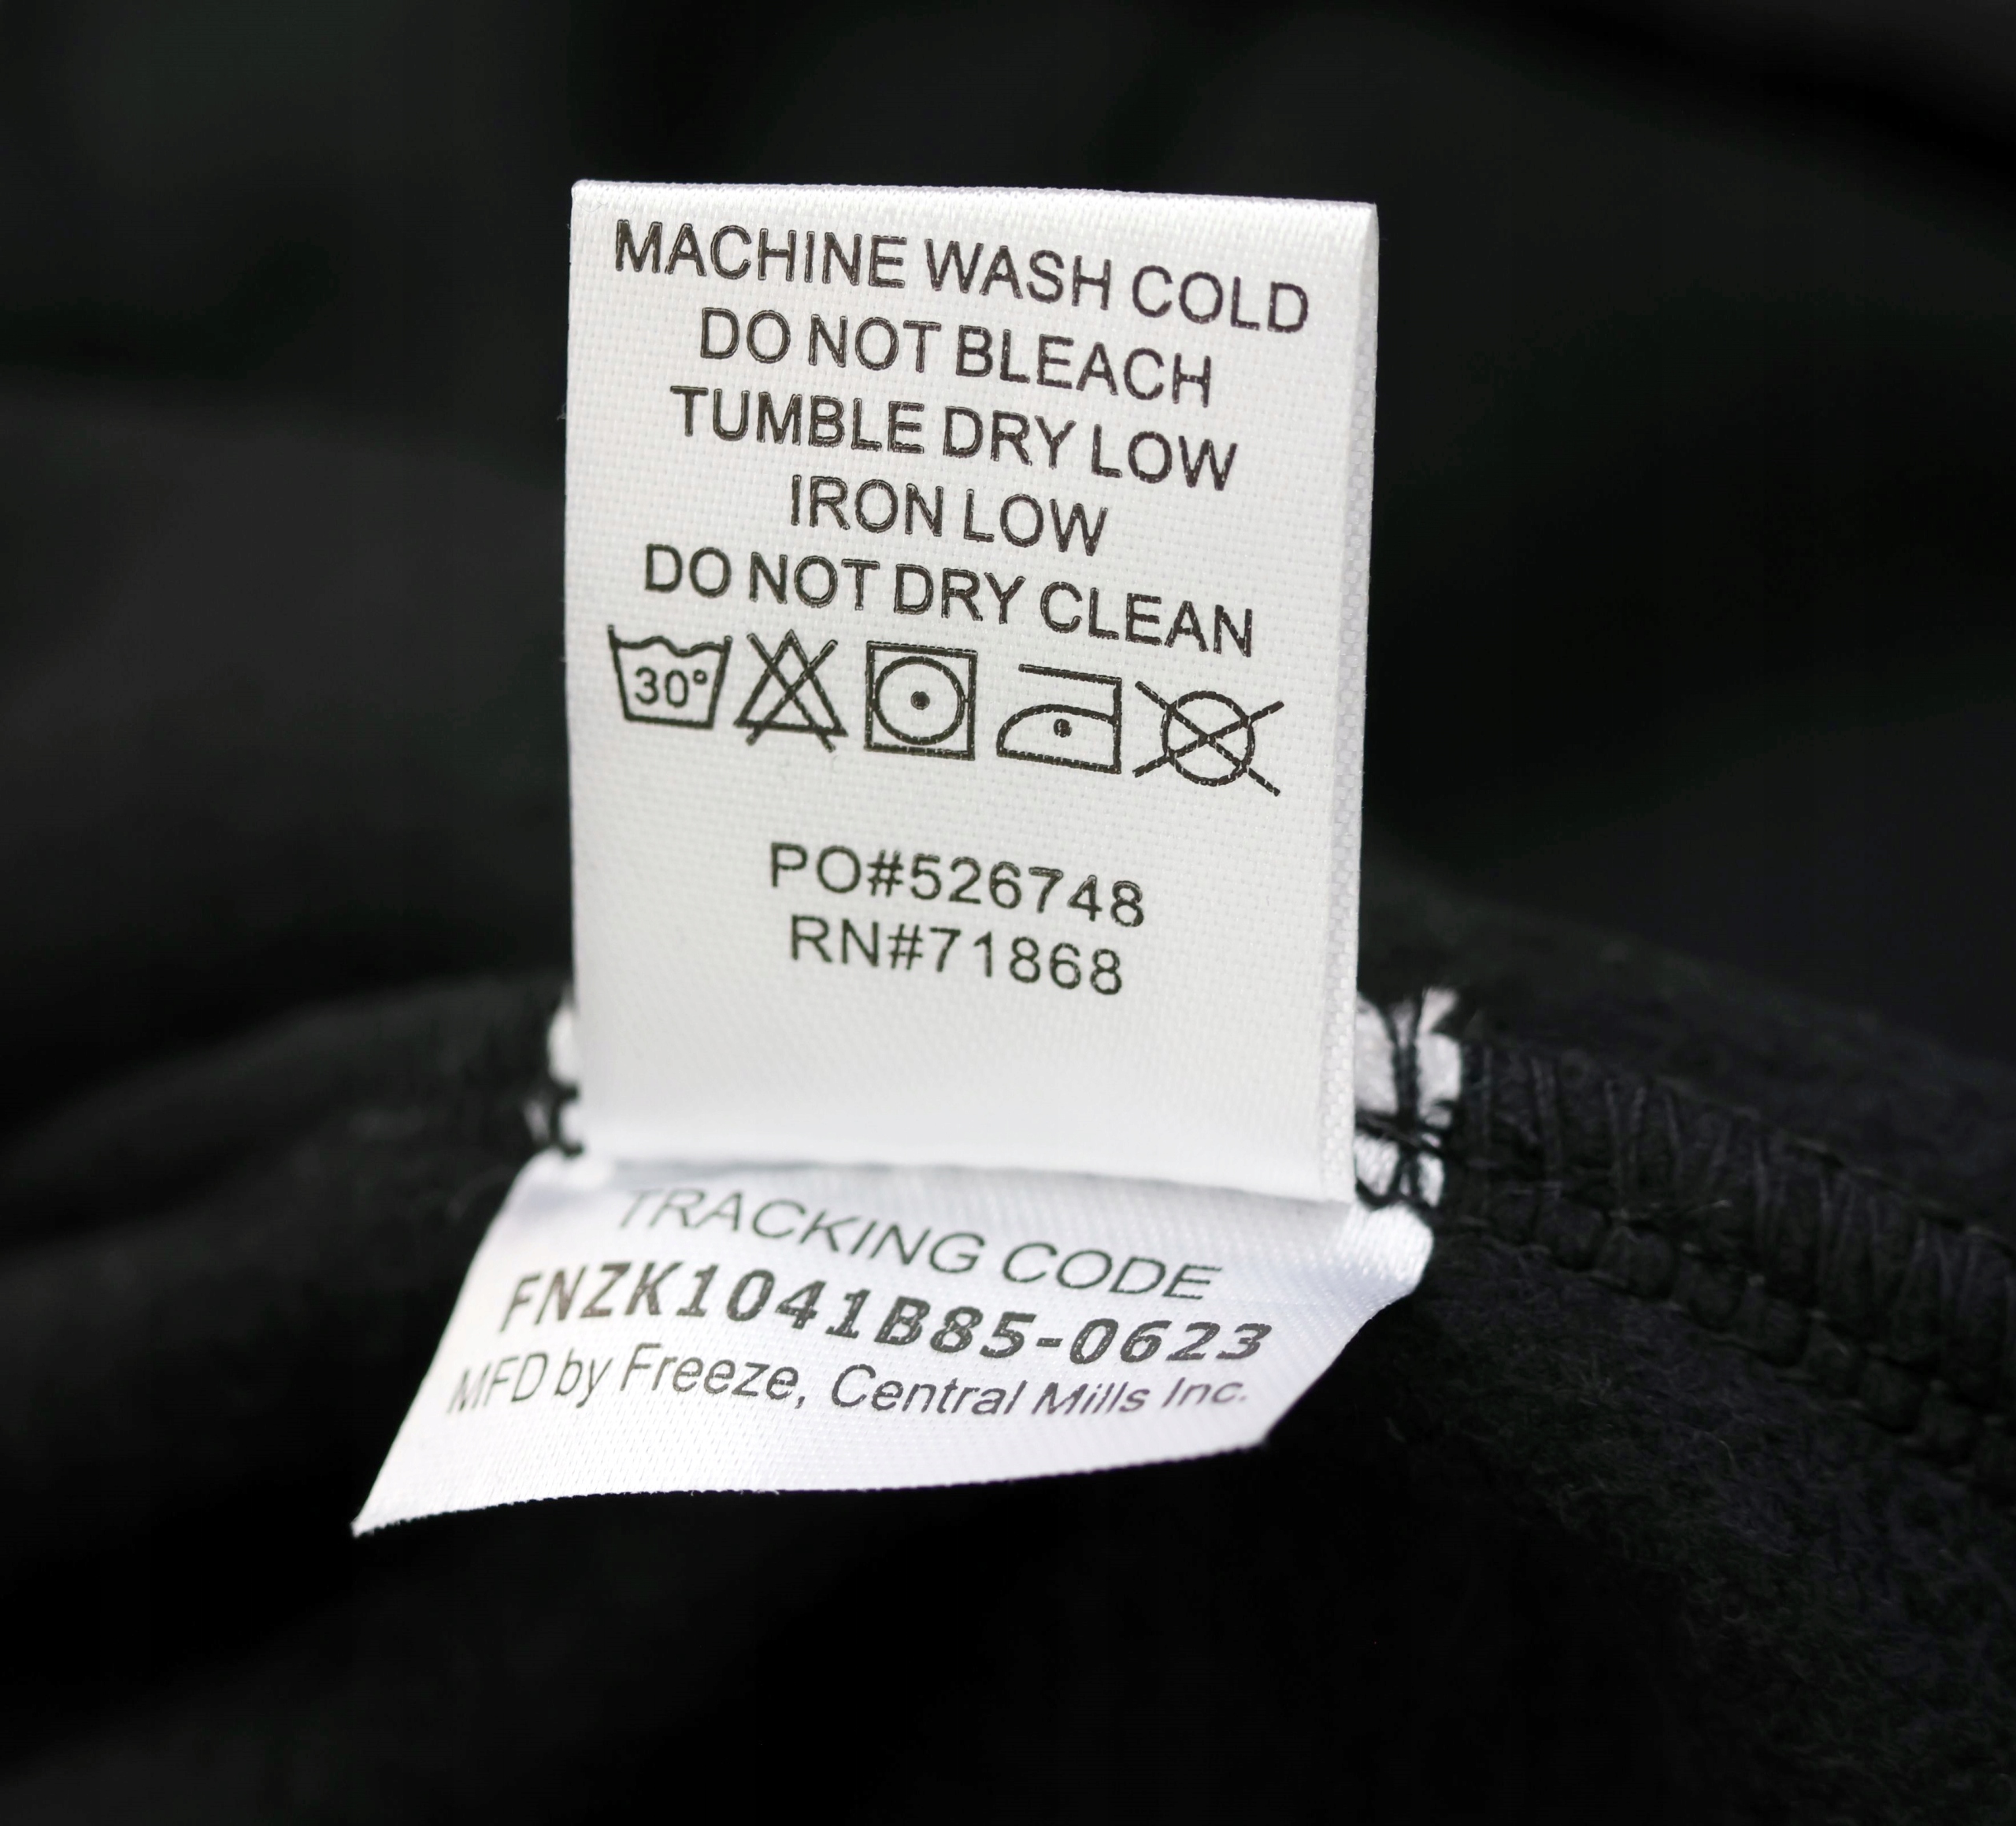 MACHINE WASH COLD
DO NOT BLEACH
TUMBLE DRY LOW
IRON LOW
DO NOT DRY CLEAN
30°
PO#526748
RN#71868
TRACKING CODE
FNZK1041B85-0623
MFD by Freeze, Central Mills Inc.